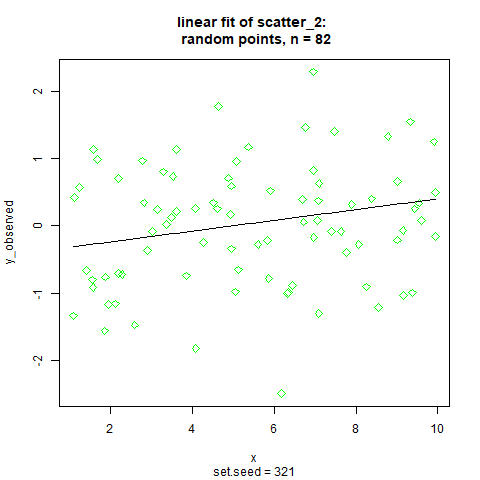 linear fit of scatter_2:
random points, n = 82
y_observed
2
1
0
-1
-2
2 4 6 8 10
x
set.seed = 321